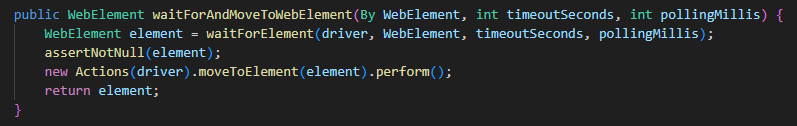 public WebElement waitForAndMoveToWebElement(By WebElement, int timeoutSeconds, int pollingMillis) {
    WebElement element = waitForElement(driver, WebElement, timeoutSeconds, pollingMillis);
    assertNotNull(element);
    new Actions(driver).moveToElement(element).perform();
    return element;
}